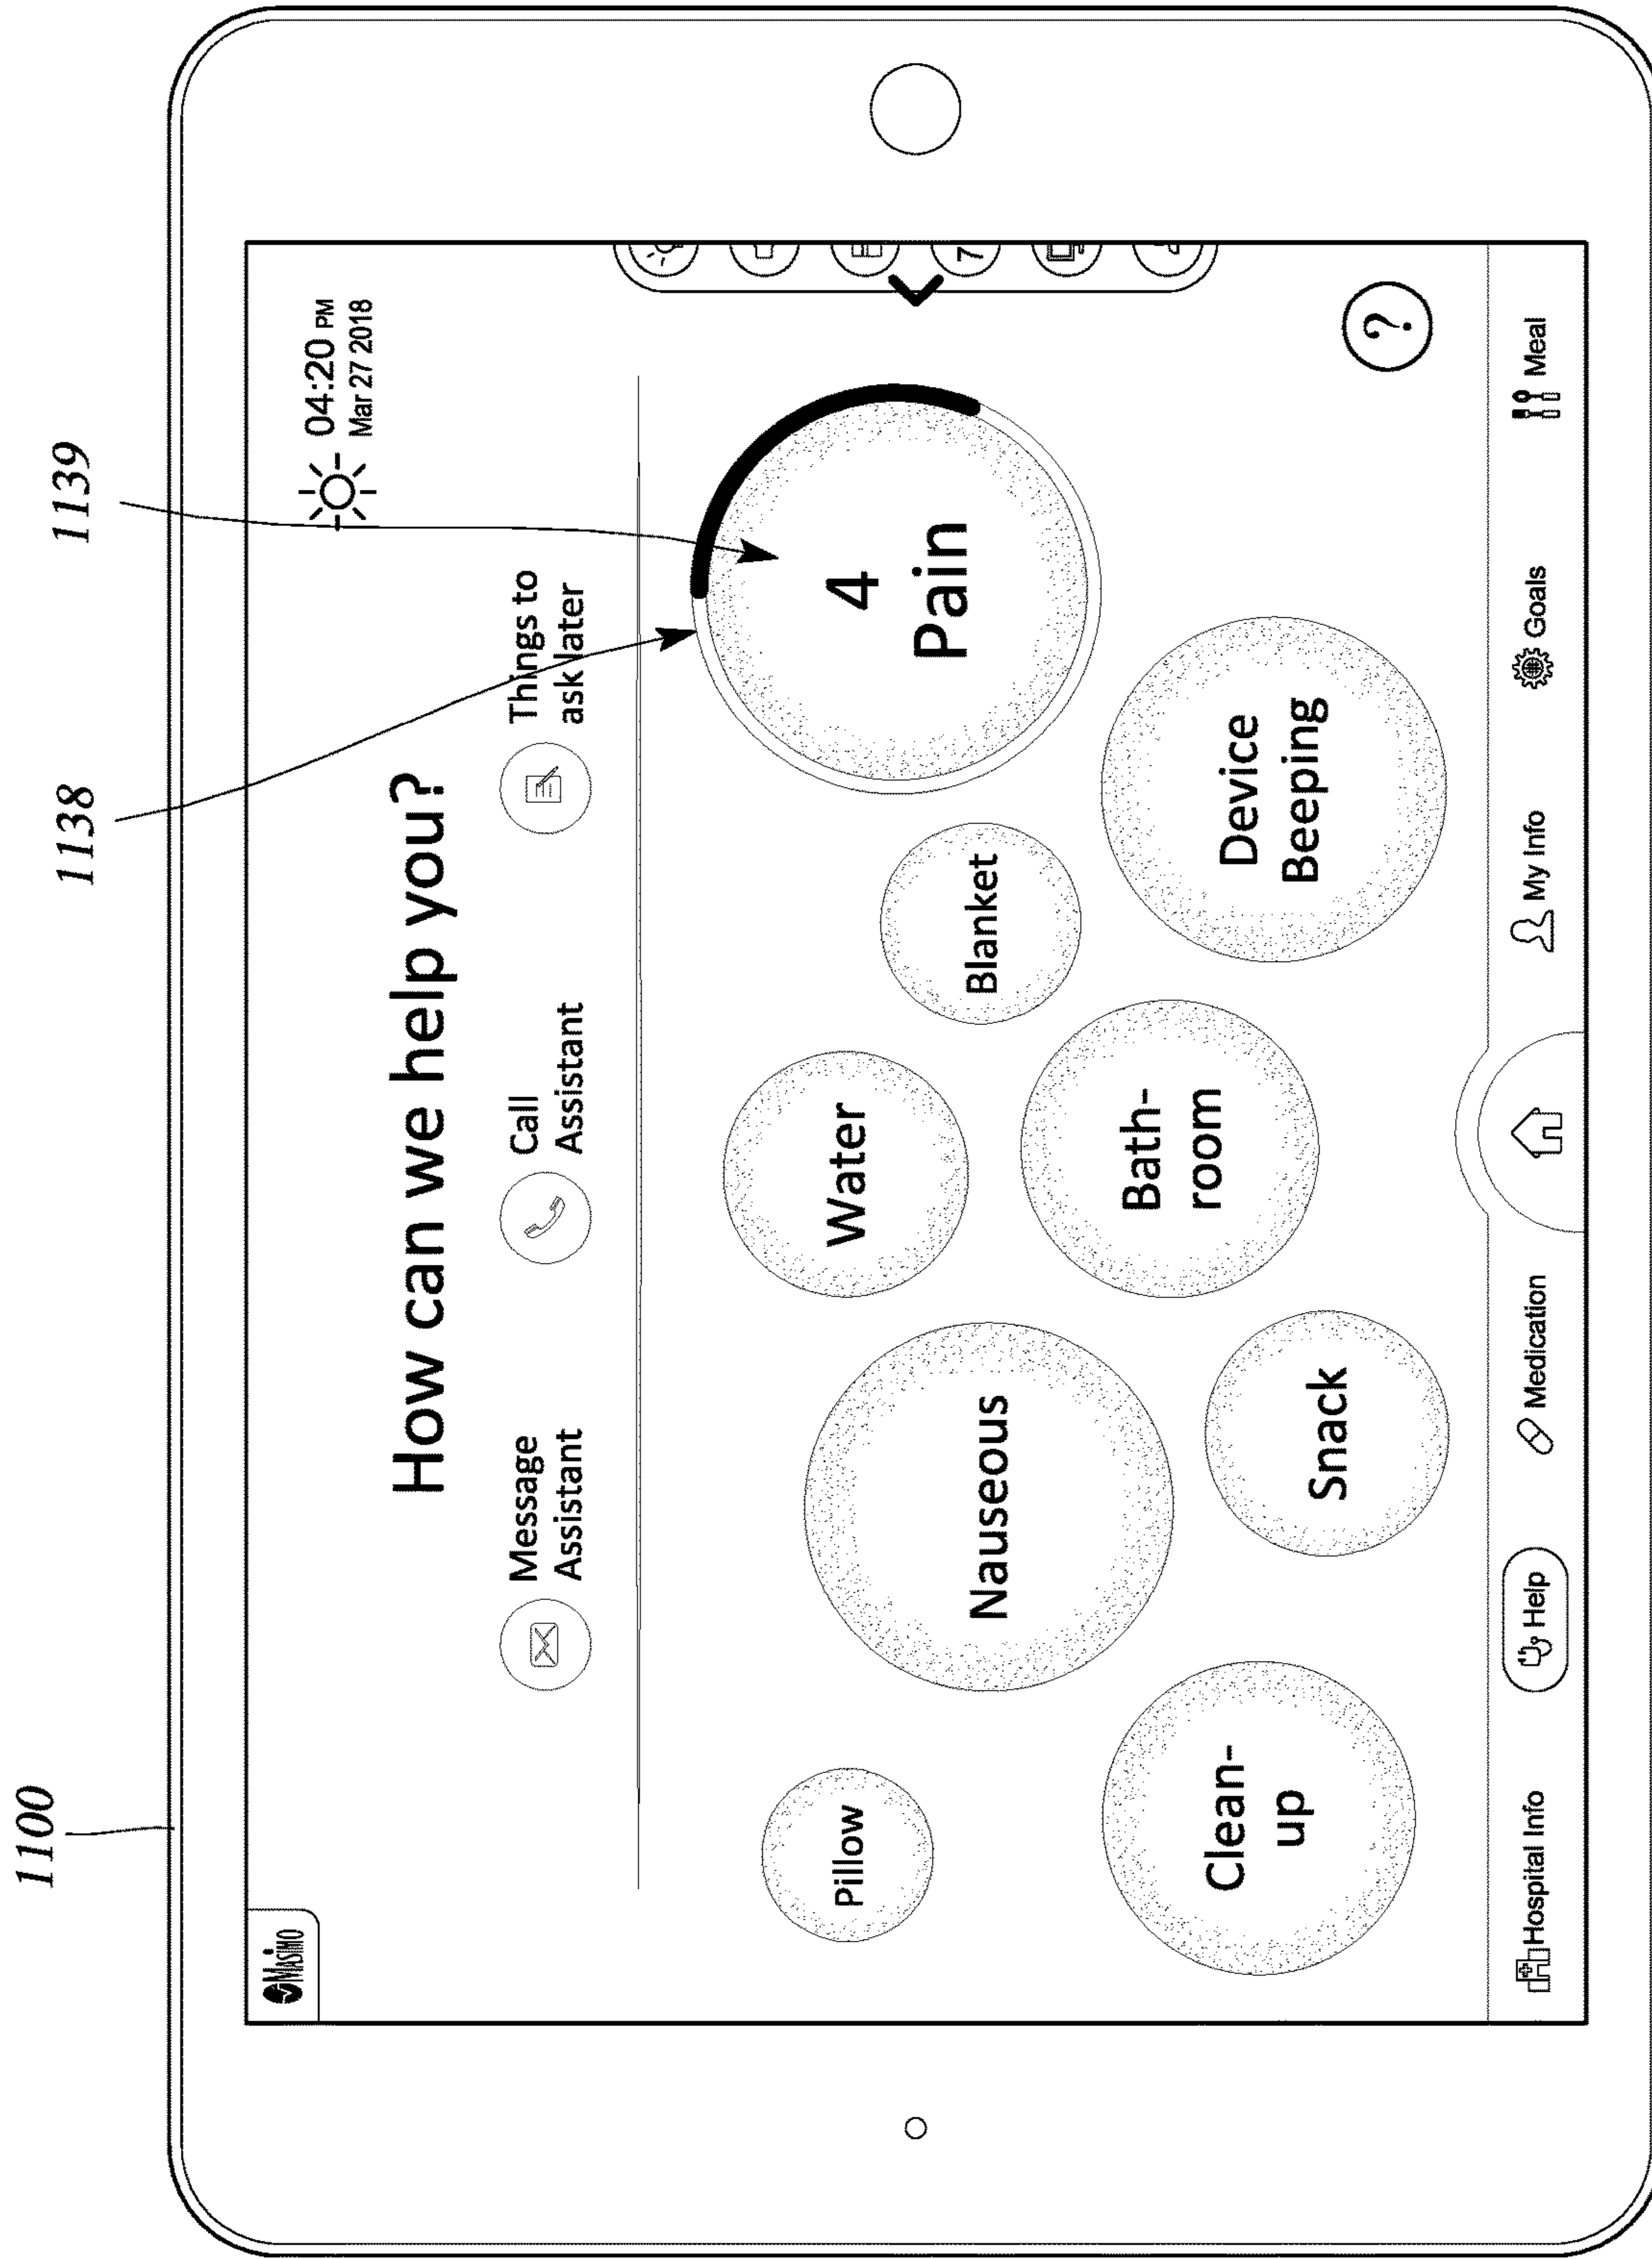 1100
1138
1139
MASIMO
04:20 PM
Mar 27 2018
How can we help you?
Message
Assistant
Call
Assistant
Things to
ask later
7
Pillow
Water
4
Pain
Blanket
Nauseous
Bath-
room
Device
Beeping
Clean-
up
Snack
?
Hospital Info
Help
Medication
My Info
Goals
Meal